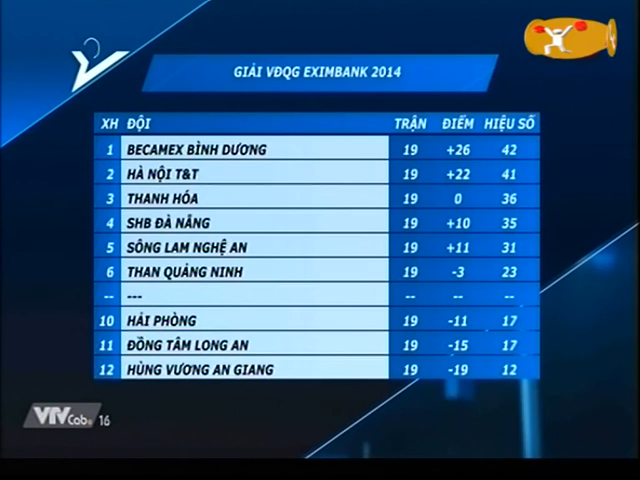 GIẢI VĐQG EXIMBANK 2014
XH ĐỘI TRẬN ĐIỂM HIỆU SỐ
1 BECAMEX BÌNH DƯƠNG 19 +26 42
2 HÀ NỘI T&T 19 +22 41
3 THANH HÓA 19 0 36
4 SHB ĐÀ NẴNG 19 +10 35
5 SÔNG LAM NGHỆ AN 19 +11 31
6 THAN QUẢNG NINH 19 -3 23
-- --- -- -- --
10 HẢI PHÒNG 19 -11 17
11 ĐỒNG TÂM LONG AN 19 -15 17
12 HÙNG VƯƠNG AN GIANG 19 -19 12
VTVCab 16